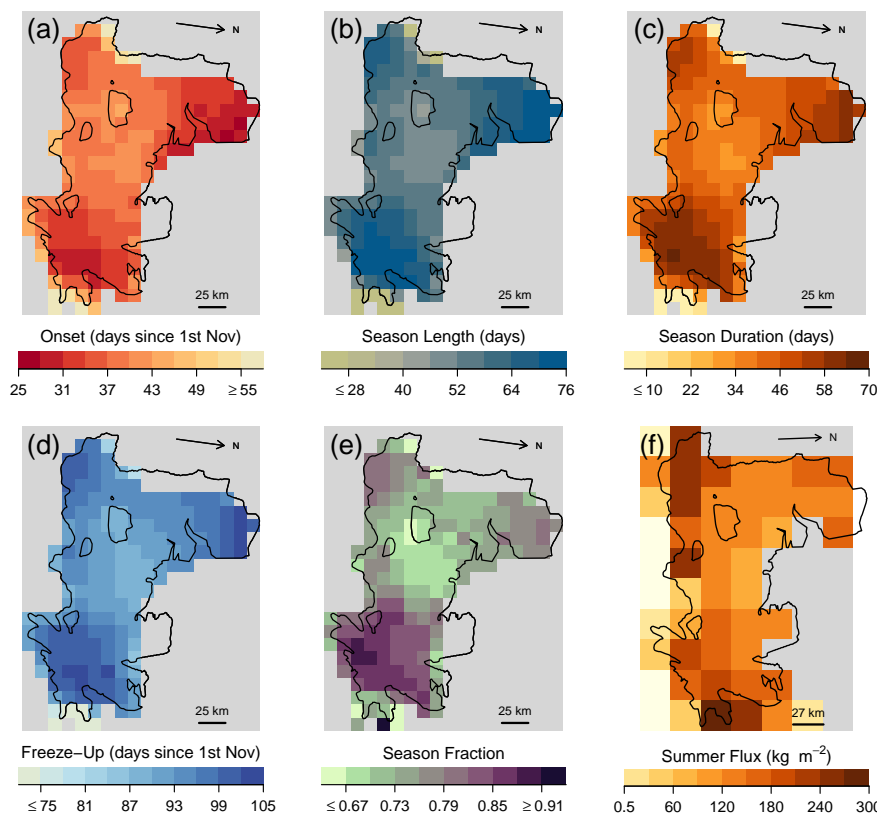 (a) N
(b) N
(c) N
25 km
25 km
25 km
Onset (days since 1st Nov)
Season Length (days)
Season Duration (days)
25 31 37 43 49 ≥55
≤28 40 52 64 76
≤10 22 34 46 58 70
(d) N
(e) N
(f) N
25 km
25 km
27 km
Freeze−Up (days since 1st Nov)
Season Fraction
Summer Flux (kg m−2)
≤75 81 87 93 99 105
≤0.67 0.73 0.79 0.85 ≥0.91
0.5 60 120 180 240 300